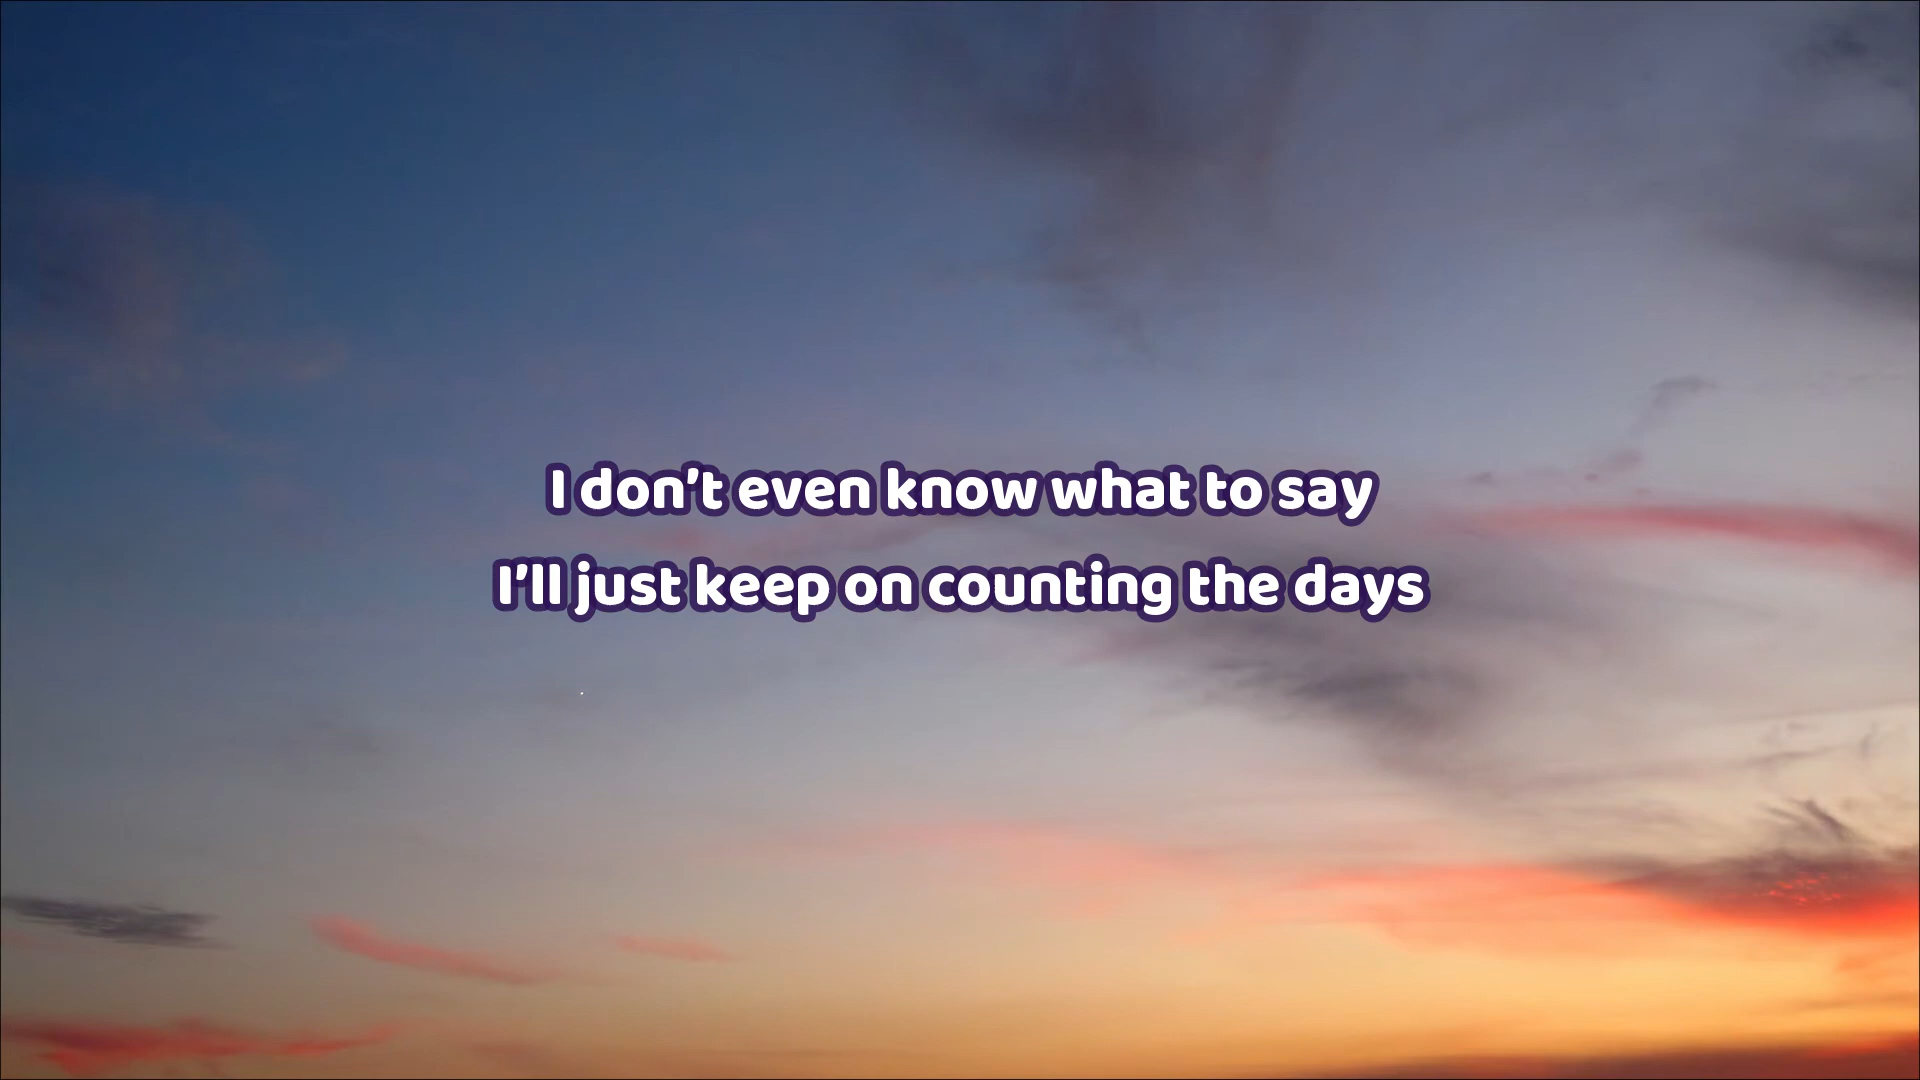 I don’t even know what to say
I’ll just keep on counting the days